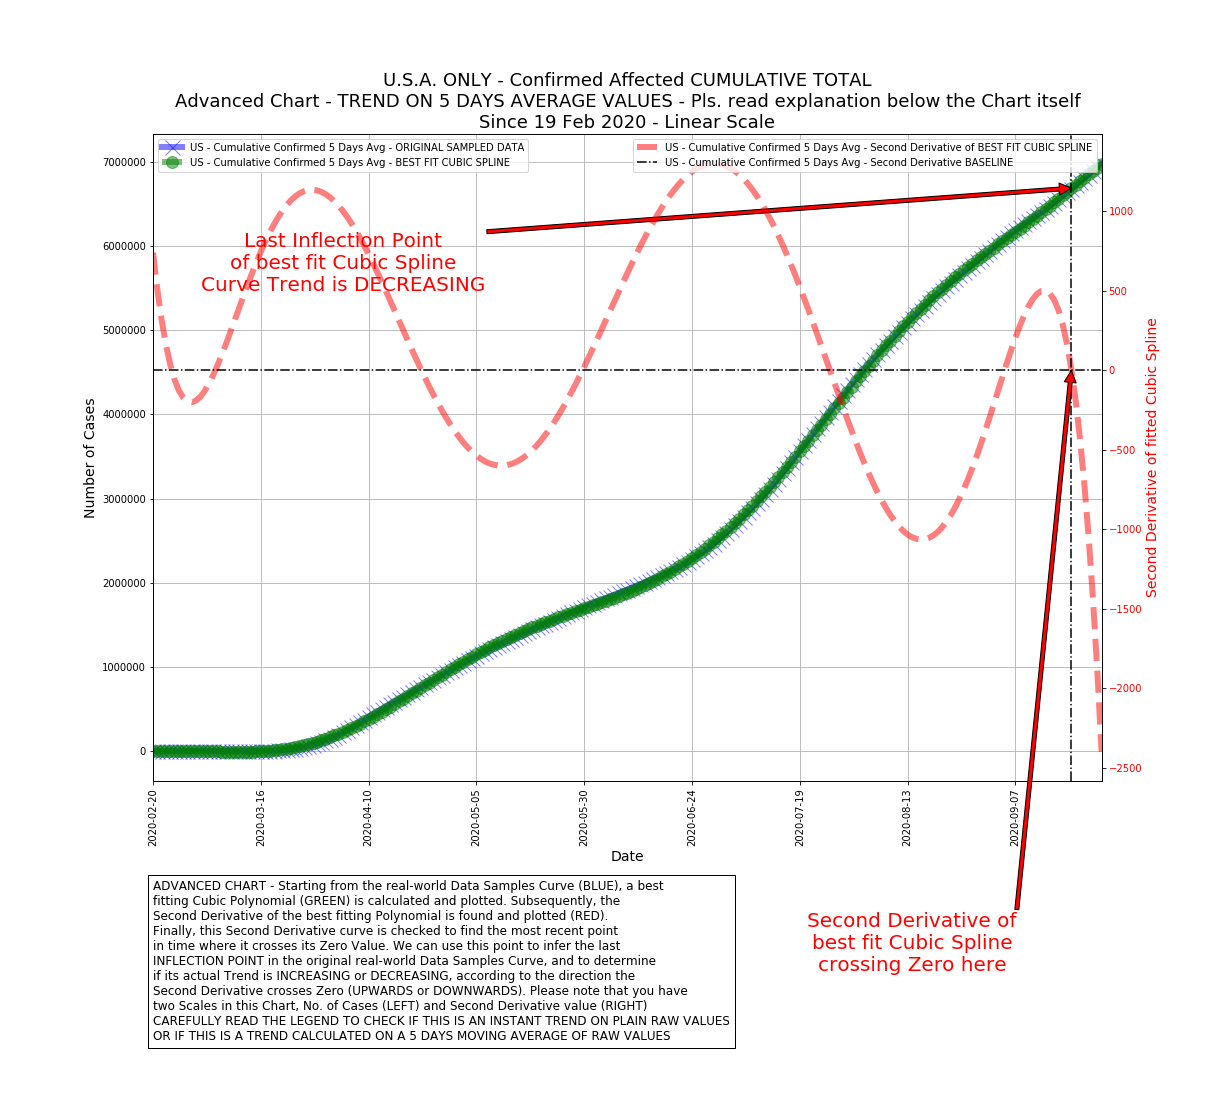 U.S.A. ONLY - Confirmed Affected CUMULATIVE TOTAL
Advanced Chart - TREND ON 5 DAYS AVERAGE VALUES - Pls. read explanation below the Chart itself
Since 19 Feb 2020 - Linear Scale
US - Cumulative Confirmed 5 Days Avg - ORIGINAL SAMPLED DATA
US - Cumulative Confirmed 5 Days Avg - BEST FIT CUBIC SPLINE
US - Cumulative Confirmed 5 Days Avg - Second Derivative of BEST FIT CUBIC SPLINE
US - Cumulative Confirmed 5 Days Avg - Second Derivative BASELINE
7000000
6000000
5000000
4000000
3000000
2000000
1000000
0
Number of Cases
Last Inflection Point
of best fit Cubic Spline
Curve Trend is DECREASING
1000
500
0
−500
−1000
−1500
−2000
−2500
Second Derivative of fitted Cubic Spline
2020-02-20
2020-03-16
2020-04-10
2020-05-05
2020-05-30
2020-06-24
2020-07-19
2020-08-13
2020-09-07
Date
ADVANCED CHART - Starting from the real-world Data Samples Curve (BLUE), a best
fitting Cubic Polynomial (GREEN) is calculated and plotted. Subsequently, the
Second Derivative of the best fitting Polynomial is found and plotted (RED).
Finally, this Second Derivative curve is checked to find the most recent point
in time where it crosses its Zero Value. We can use this point to infer the last
INFLECTION POINT in the original real-world Data Samples Curve, and to determine
if its actual Trend is INCREASING or DECREASING, according to the direction the
Second Derivative crosses Zero (UPWARDS or DOWNWARDS). Please note that you have
two Scales in this Chart, No. of Cases (LEFT) and Second Derivative value (RIGHT)
CAREFULLY READ THE LEGEND TO CHECK IF THIS IS AN INSTANT TREND ON PLAIN RAW VALUES
OR IF THIS IS A TREND CALCULATED ON A 5 DAYS MOVING AVERAGE OF RAW VALUES
Second Derivative of
best fit Cubic Spline
crossing Zero here